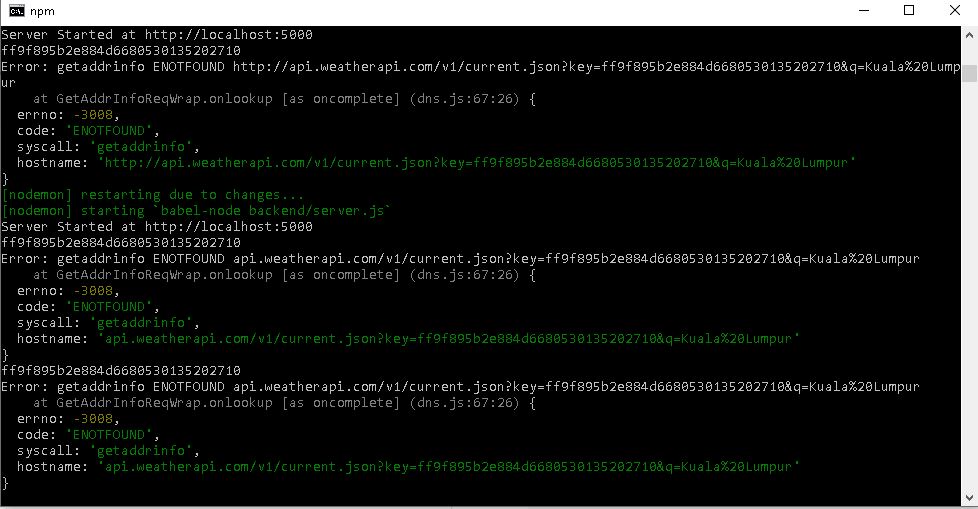 npm
Server Started at http://localhost:5000
ff9f895b2e884d6680530135202710
Error: getaddrinfo ENOTFOUND http://api.weatherapi.com/v1/current.json?key=ff9f895b2e884d6680530135202710&q=Kuala%20Lump
ur
    at GetAddrInfoReqWrap.onlookup [as oncomplete] (dns.js:67:26) {
  errno: -3008,
  code: 'ENOTFOUND',
  syscall: 'getaddrinfo',
  hostname: 'http://api.weatherapi.com/v1/current.json?key=ff9f895b2e884d6680530135202710&q=Kuala%20Lumpur'
}
[nodemon] restarting due to changes...
[nodemon] starting `babel-node backend/server.js`
Server Started at http://localhost:5000
ff9f895b2e884d6680530135202710
Error: getaddrinfo ENOTFOUND api.weatherapi.com/v1/current.json?key=ff9f895b2e884d6680530135202710&q=Kuala%20Lumpur
    at GetAddrInfoReqWrap.onlookup [as oncomplete] (dns.js:67:26) {
  errno: -3008,
  code: 'ENOTFOUND',
  syscall: 'getaddrinfo',
  hostname: 'api.weatherapi.com/v1/current.json?key=ff9f895b2e884d6680530135202710&q=Kuala%20Lumpur'
}
ff9f895b2e884d6680530135202710
Error: getaddrinfo ENOTFOUND api.weatherapi.com/v1/current.json?key=ff9f895b2e884d6680530135202710&q=Kuala%20Lumpur
    at GetAddrInfoReqWrap.onlookup [as oncomplete] (dns.js:67:26) {
  errno: -3008,
  code: 'ENOTFOUND',
  syscall: 'getaddrinfo',
  hostname: 'api.weatherapi.com/v1/current.json?key=ff9f895b2e884d6680530135202710&q=Kuala%20Lumpur'
}